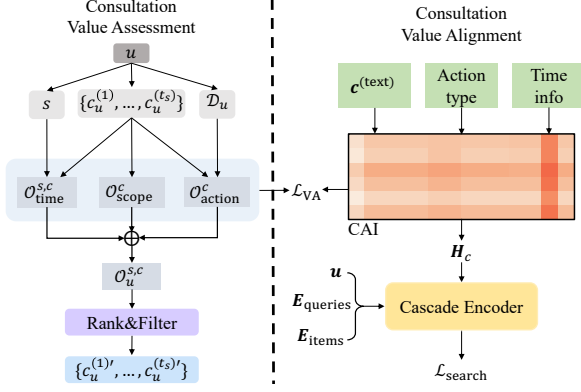 Consultation
Value Assessment
u
s
{c_u^{(1)}, ..., c_u^{(t_s)}}
𝒟_u
𝒪_time^{s,c}
𝒪_scope^c
𝒪_action^c
⊕
𝒪_u^{s,c}
Rank&Filter
{c_u^{(1)′}, ..., c_u^{(t_s)′}}
ℒ_VA
Consultation
Value Alignment
c^{(text)}
Action
type
Time
info
CAI
H_c
u
E_queries
E_items
Cascade Encoder
ℒ_search